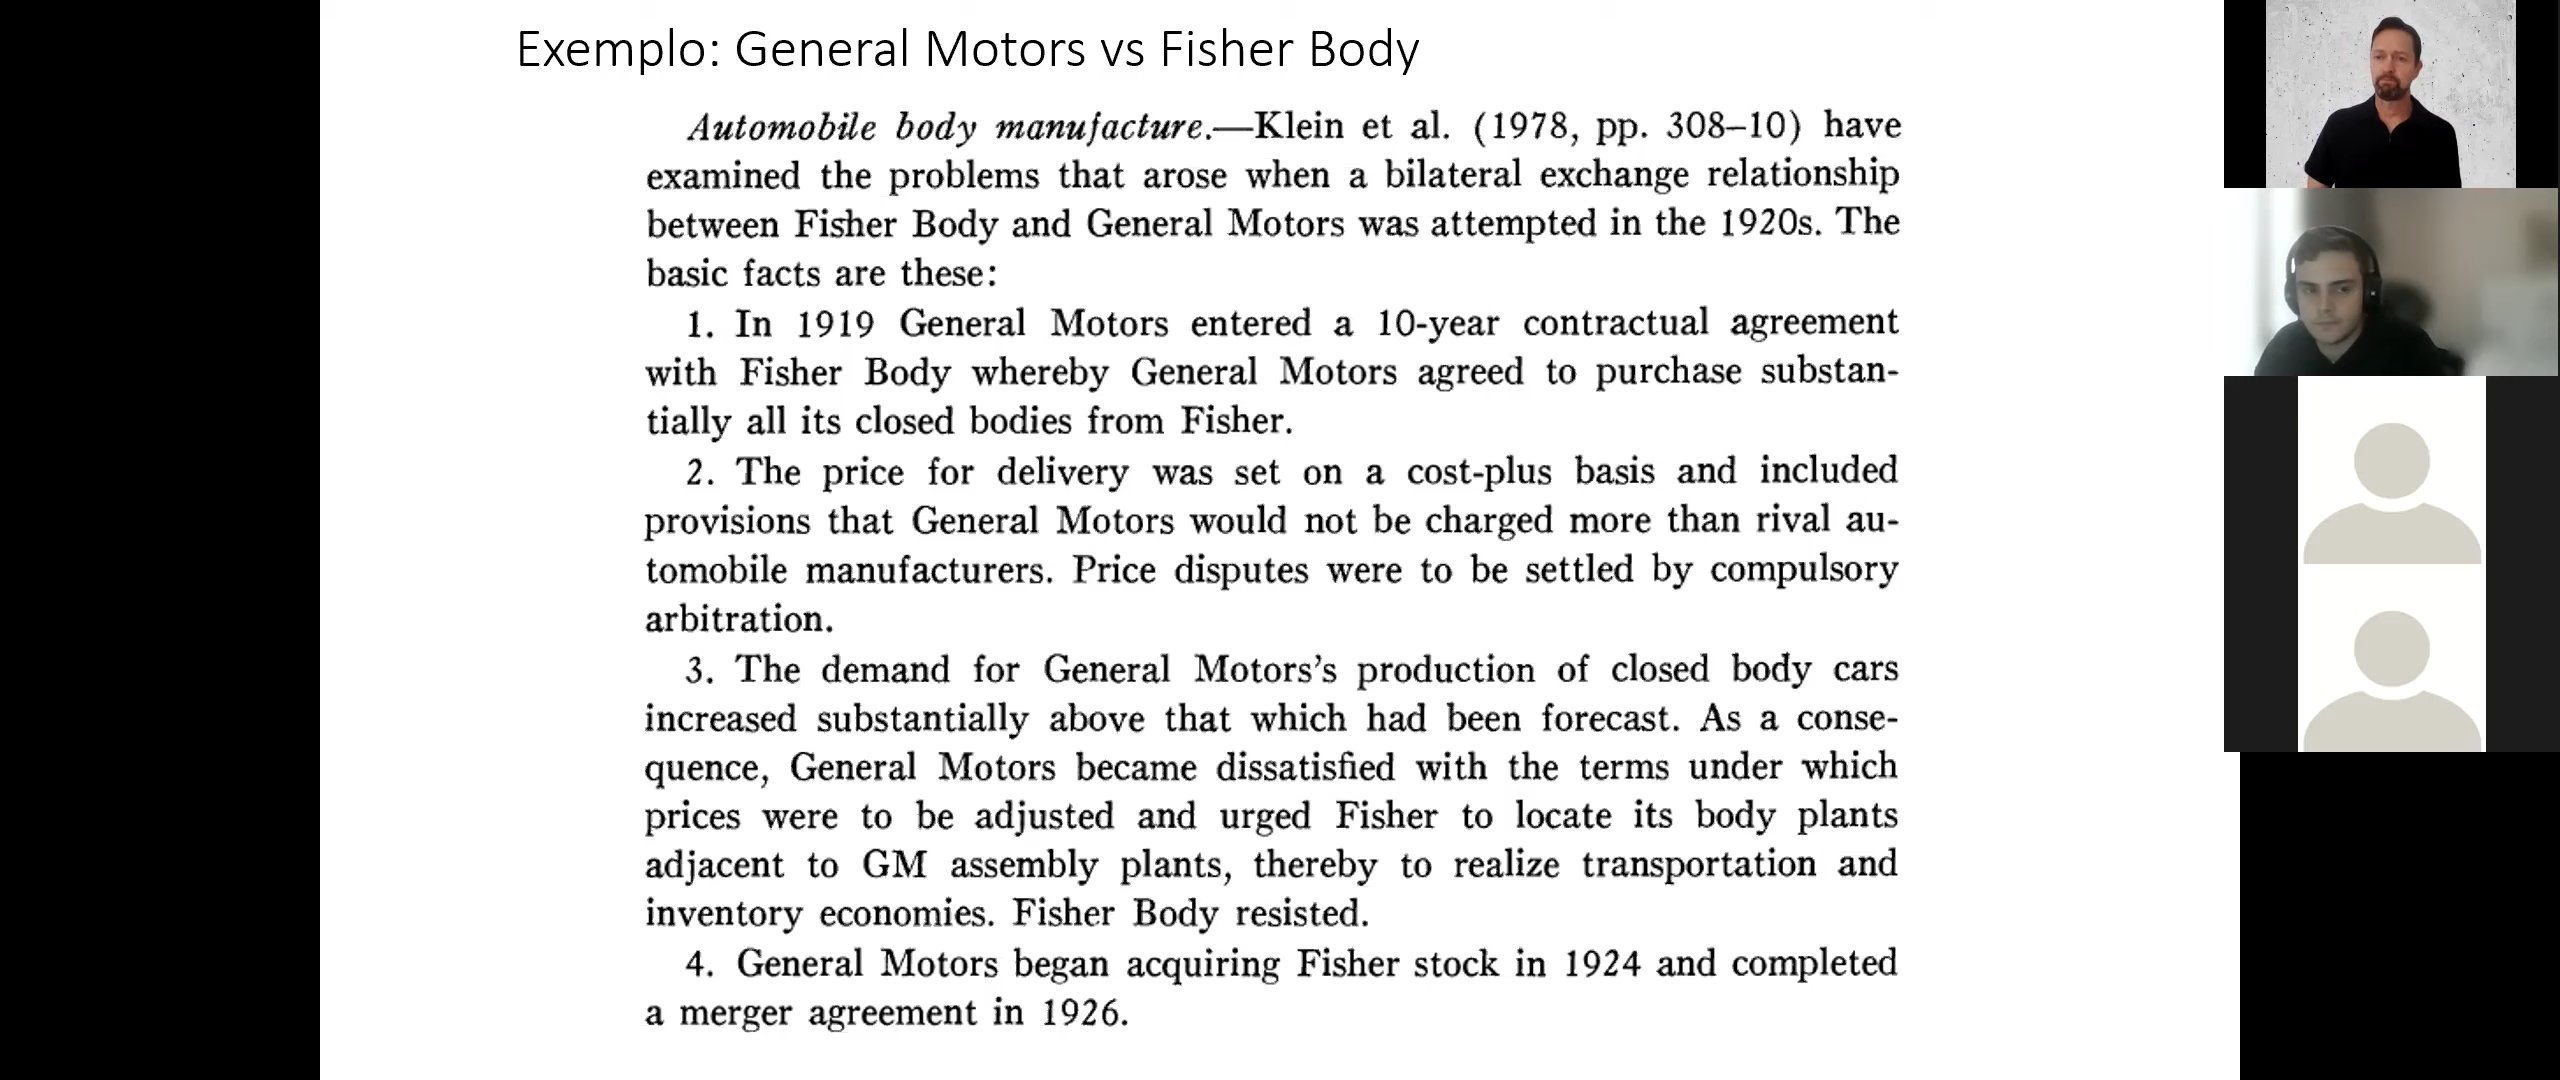 Exemplo: General Motors vs Fisher Body
Automobile body manufacture.—Klein et al. (1978, pp. 308–10) have
examined the problems that arose when a bilateral exchange relationship
between Fisher Body and General Motors was attempted in the 1920s. The
basic facts are these:
1. In 1919 General Motors entered a 10-year contractual agreement
with Fisher Body whereby General Motors agreed to purchase substan-
tially all its closed bodies from Fisher.
2. The price for delivery was set on a cost-plus basis and included
provisions that General Motors would not be charged more than rival au-
tomobile manufacturers. Price disputes were to be settled by compulsory
arbitration.
3. The demand for General Motors’s production of closed body cars
increased substantially above that which had been forecast. As a conse-
quence, General Motors became dissatisfied with the terms under which
prices were to be adjusted and urged Fisher to locate its body plants
adjacent to GM assembly plants, thereby to realize transportation and
inventory economies. Fisher Body resisted.
4. General Motors began acquiring Fisher stock in 1924 and completed
a merger agreement in 1926.